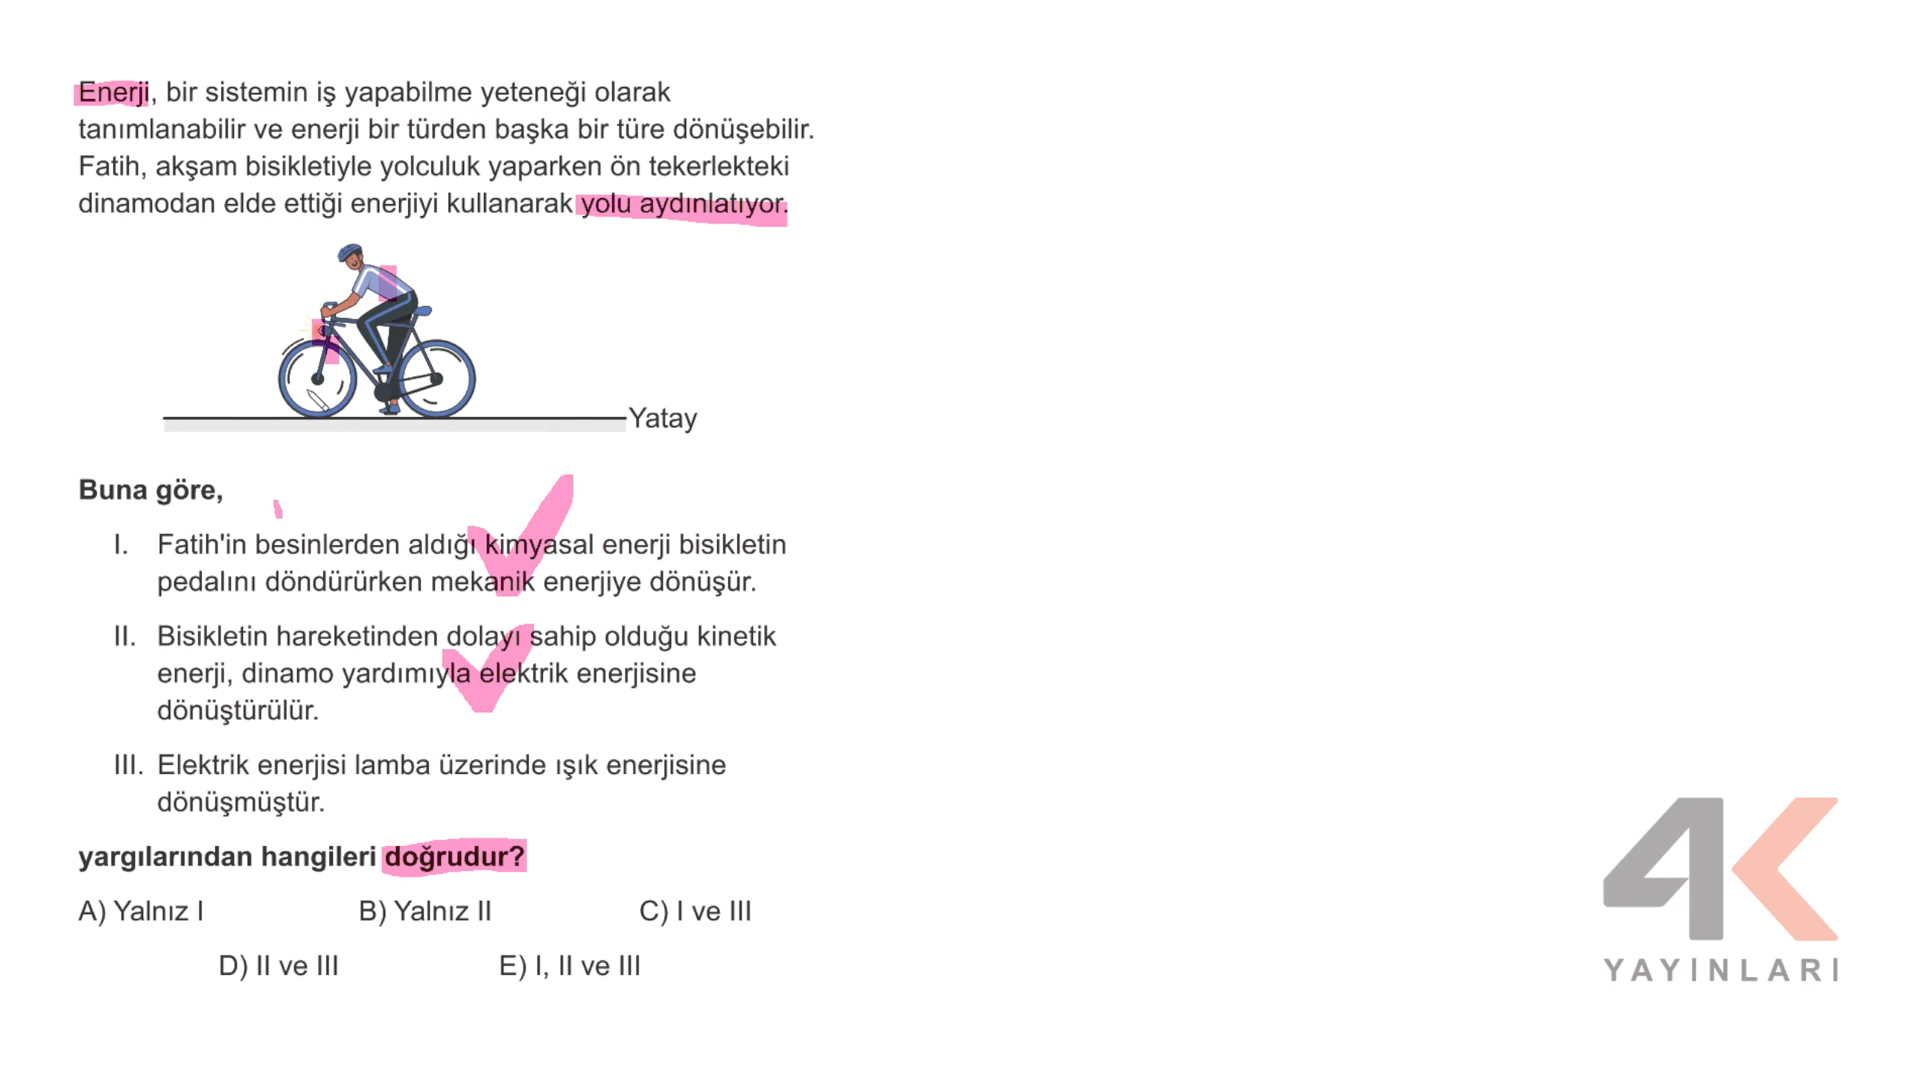 Enerji, bir sistemin iş yapabilme yeteneği olarak
tanımlanabilir ve enerji bir türden başka bir türe dönüşebilir.
Fatih, akşam bisikletiyle yolculuk yaparken ön tekerlekteki
dinamodan elde ettiği enerjiyi kullanarak yolu aydınlatıyor.
Yatay
Buna göre,
I. Fatih'in besinlerden aldığı kimyasal enerji bisikletin
pedalını döndürürken mekanik enerjiye dönüşür.
II. Bisikletin hareketinden dolayı sahip olduğu kinetik
enerji, dinamo yardımıyla elektrik enerjisine
dönüştürülür.
III. Elektrik enerjisi lamba üzerinde ışık enerjisine
dönüşmüştür.
yargılarından hangileri doğrudur?
A) Yalnız I B) Yalnız II C) I ve III
D) II ve III E) I, II ve III
4K
YAYINLARI